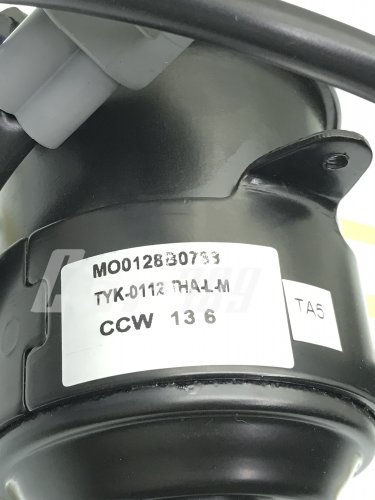 MO0128B0733
TYK-0112 THA-L-M
CCW 13 6
TA5